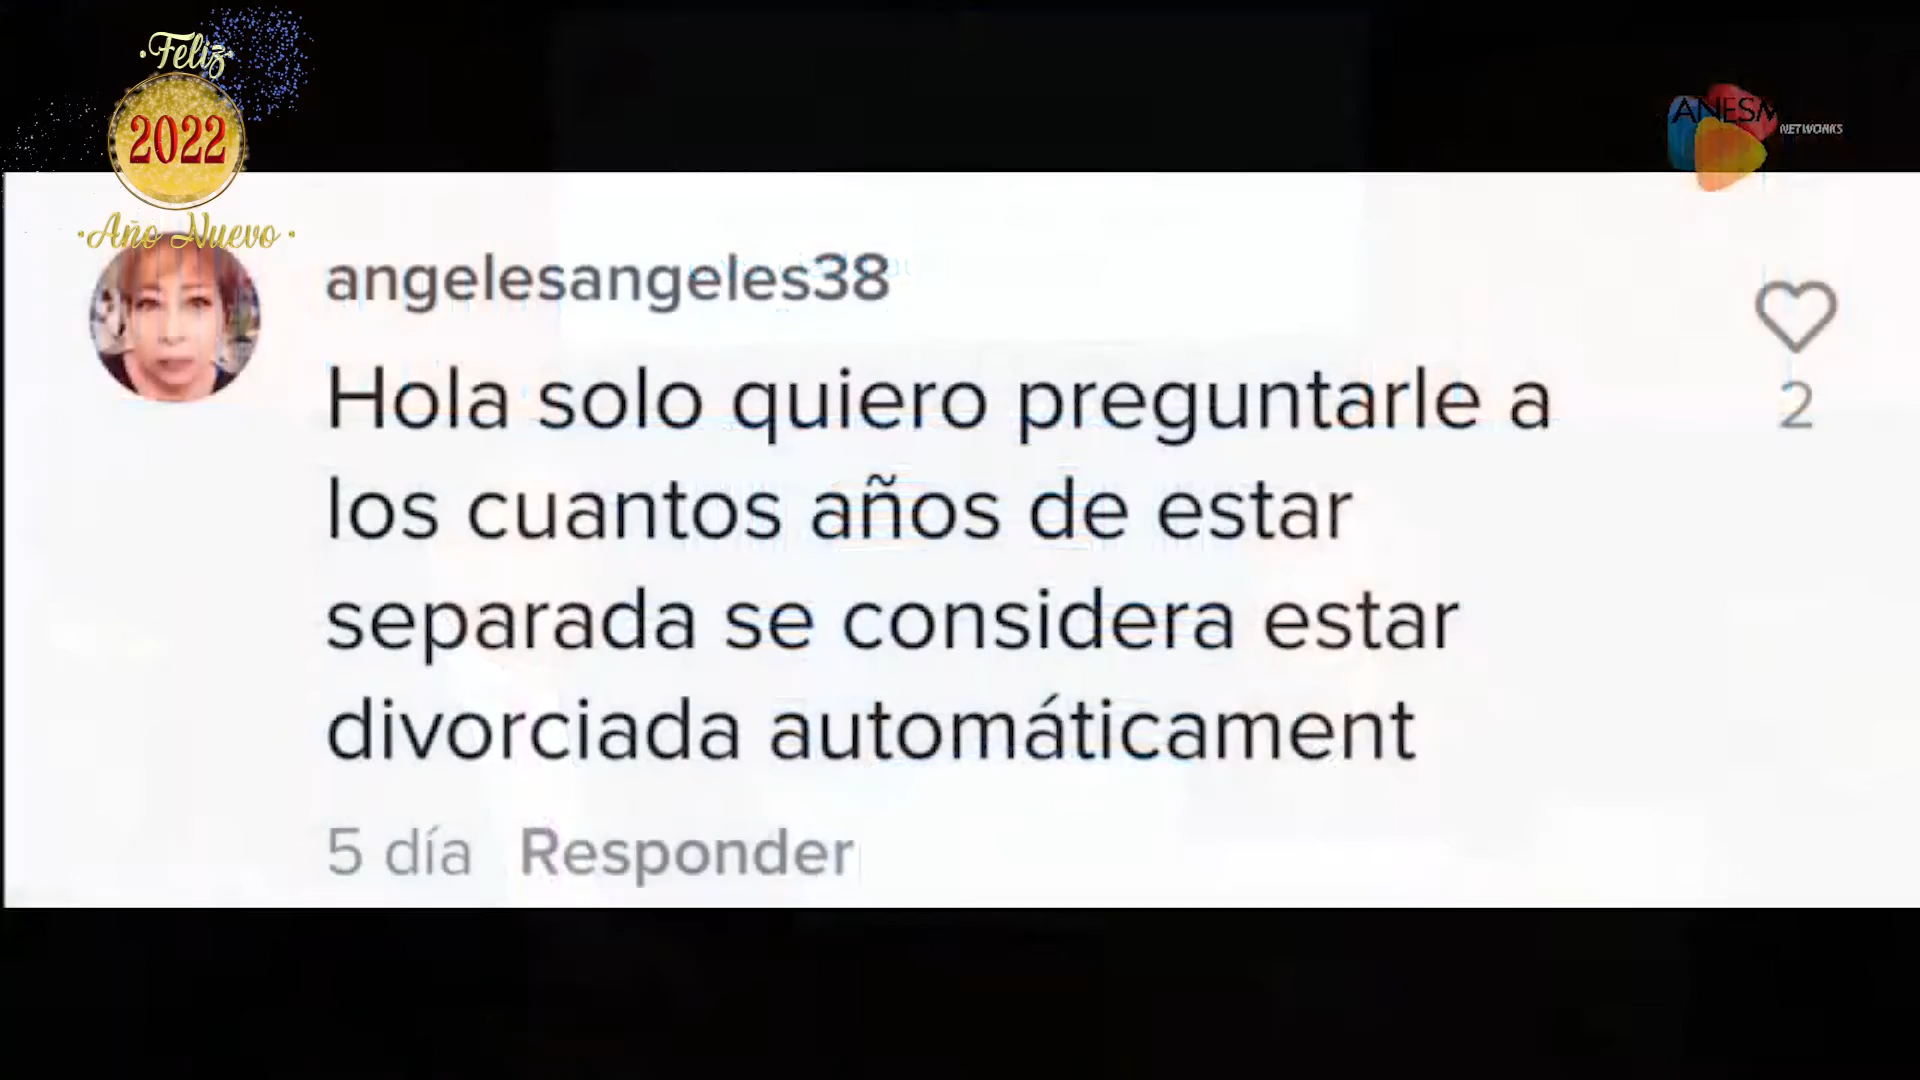 ·Feliz·
2022
·Año Nuevo·
ANESM
NETWORKS
angelesangeles38
Hola solo quiero preguntarle a
los cuantos años de estar
separada se considera estar
divorciada automáticament
2
5 día Responder